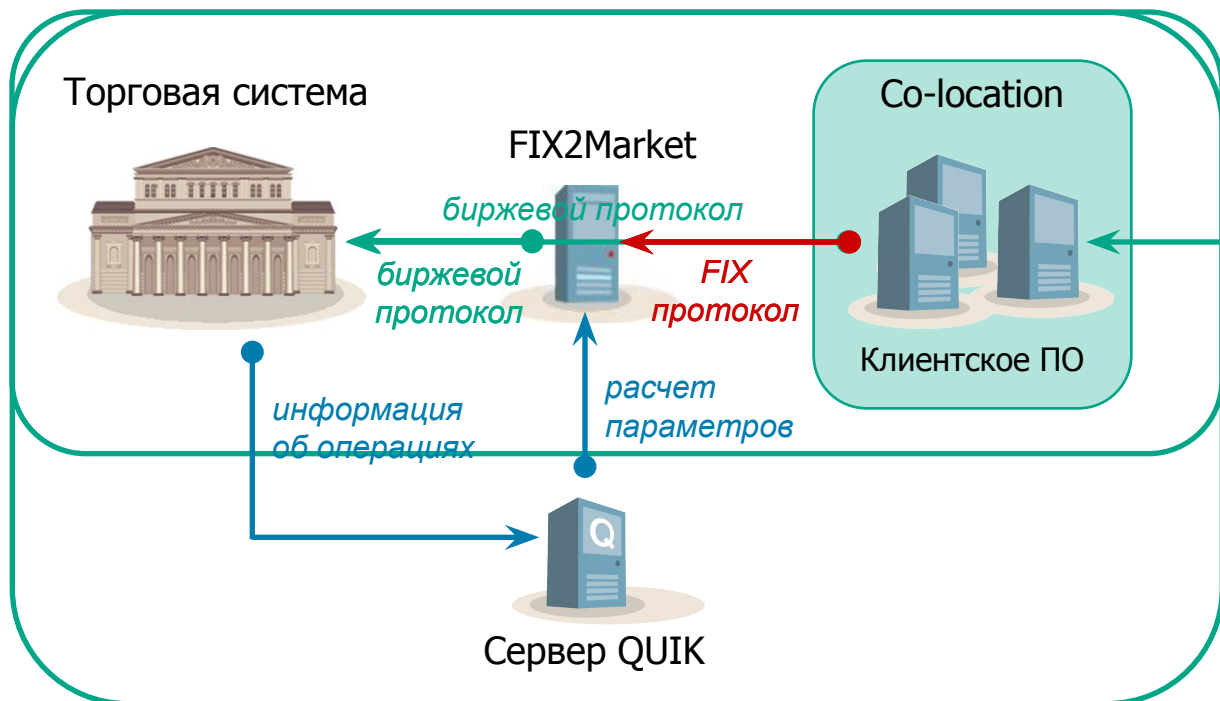 Торговая система
Co-location
FIX2Market
биржевой протокол
биржевой
протокол
FIX
протокол
Клиентское ПО
информация
об операциях
расчет
параметров
Q
Сервер QUIK